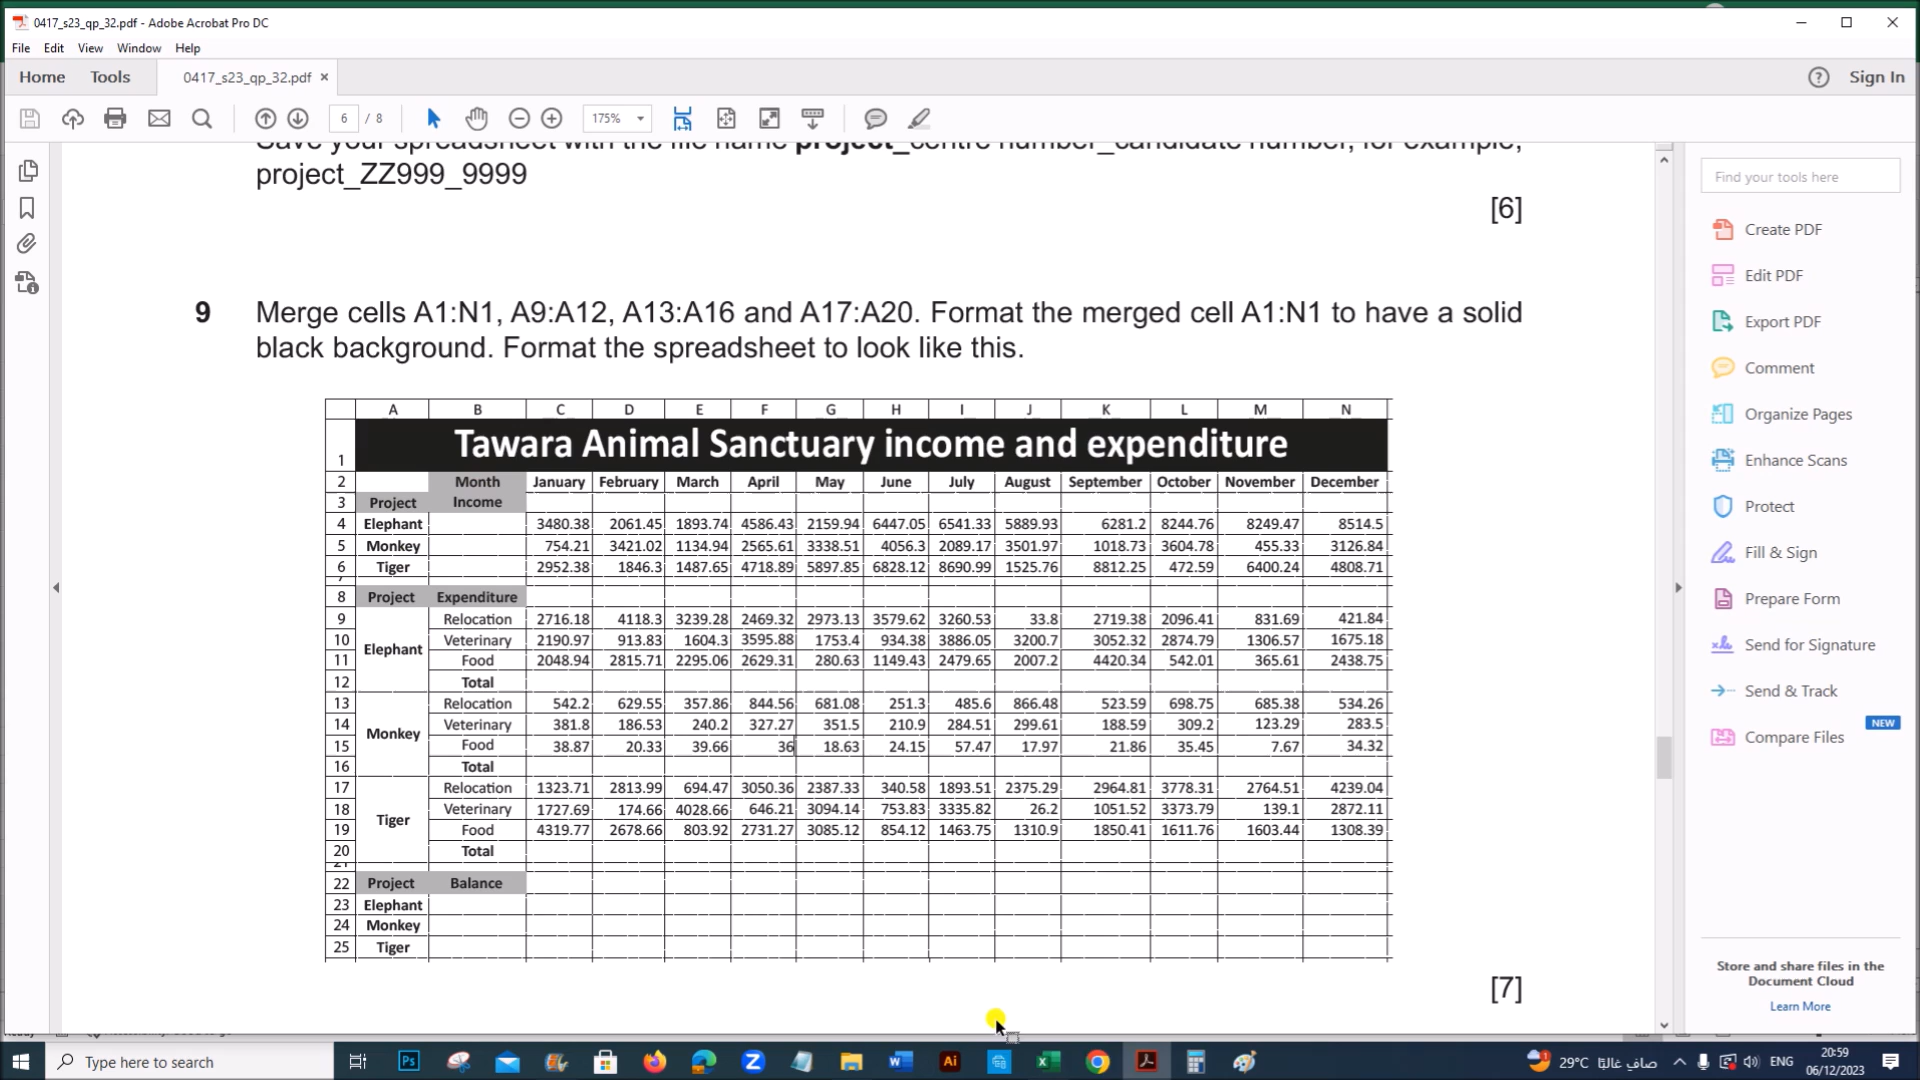 0417_s23_qp_32.pdf - Adobe Acrobat Pro DC
File Edit View Window Help
Home Tools 0417_s23_qp_32.pdf × Sign In
6 / 8 175%
Save your spreadsheet with the file name project_centre number_candidate number, for example,
project_ZZ999_9999
[6]
9 Merge cells A1:N1, A9:A12, A13:A16 and A17:A20. Format the merged cell A1:N1 to have a solid
black background. Format the spreadsheet to look like this.
A B C D E F G H I J K L M N
1 Tawara Animal Sanctuary income and expenditure
2 Month January February March April May June July August September October November December
3 Project Income
4 Elephant 3480.38 2061.45 1893.74 4586.43 2159.94 6447.05 6541.33 5889.93 6281.2 8244.76 8249.47 8514.5
5 Monkey 754.21 3421.02 1134.94 2565.61 3338.51 4056.3 2089.17 3501.97 1018.73 3604.78 455.33 3126.84
6 Tiger 2952.38 1846.3 1487.65 4718.89 5897.85 6828.12 8690.99 1525.76 8812.25 472.59 6400.24 4808.71
7
8 Project Expenditure
9 Relocation 2716.18 4118.3 3239.28 2469.32 2973.13 3579.62 3260.53 33.8 2719.38 2096.41 831.69 421.84
10 Veterinary 2190.97 913.83 1604.3 3595.88 1753.4 934.38 3886.05 3200.7 3052.32 2874.79 1306.57 1675.18
Elephant
11 Food 2048.94 2815.71 2295.06 2629.31 280.63 1149.43 2479.65 2007.2 4420.34 542.01 365.61 2438.75
12 Total
13 Relocation 542.2 629.55 357.86 844.56 681.08 251.3 485.6 866.48 523.59 698.75 685.38 534.26
14 Veterinary 381.8 186.53 240.2 327.27 351.5 210.9 284.51 299.61 188.59 309.2 123.29 283.5
Monkey
15 Food 38.87 20.33 39.66 36 18.63 24.15 57.47 17.97 21.86 35.45 7.67 34.32
16 Total
17 Relocation 1323.71 2813.99 694.47 3050.36 2387.33 340.58 1893.51 2375.29 2964.81 3778.31 2764.51 4239.04
18 Veterinary 1727.69 174.66 4028.66 646.21 3094.14 753.83 3335.82 26.2 1051.52 3373.79 139.1 2872.11
Tiger
19 Food 4319.77 2678.66 803.92 2731.27 3085.12 854.12 1463.75 1310.9 1850.41 1611.76 1603.44 1308.39
20 Total
21
22 Project Balance
23 Elephant
24 Monkey
25 Tiger
[7]
Find your tools here
Create PDF
Edit PDF
Export PDF
Comment
Organize Pages
Enhance Scans
Protect
Fill & Sign
Prepare Form
Send for Signature
Send & Track
NEW
Compare Files
Store and share files in the
Document Cloud
Learn More
Type here to search
29°C صافٍ غالبًا
ENG
20:59
06/12/2023